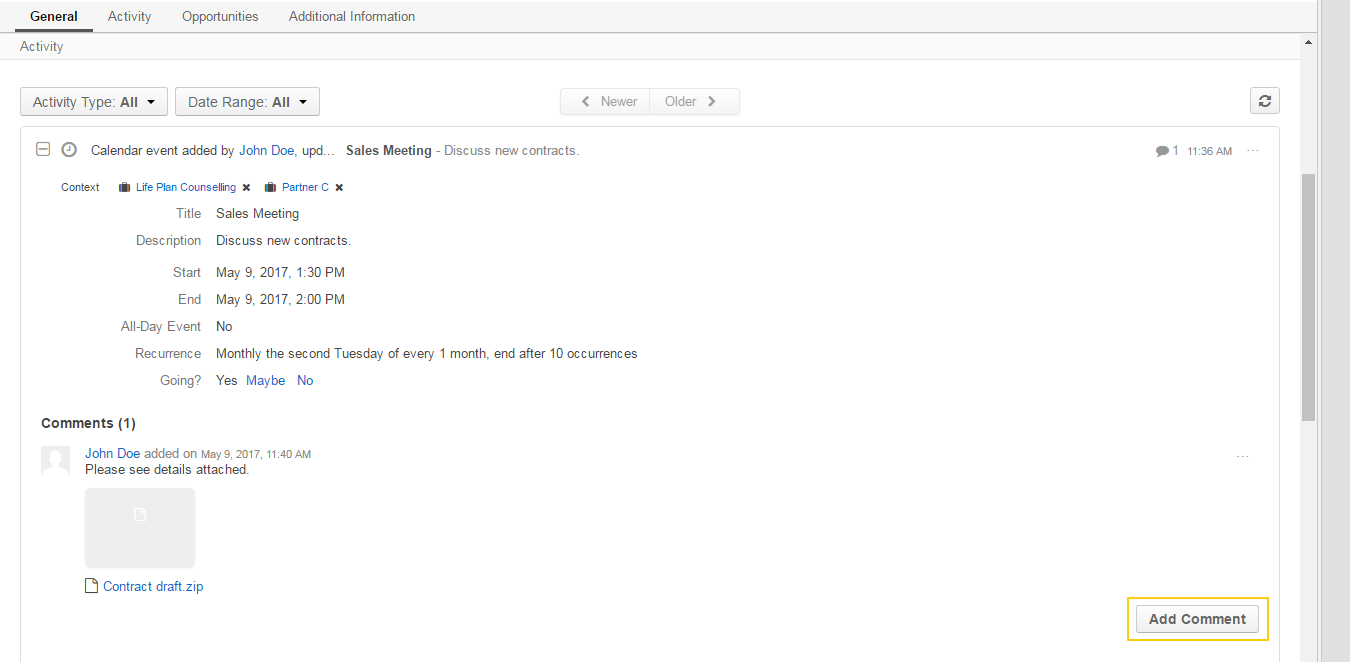 General Activity Opportunities Additional Information
Activity
Activity Type: All Date Range: All Newer Older
Calendar event added by John Doe, upd... Sales Meeting - Discuss new contracts. 1 11:36 AM ...
Context Life Plan Counselling Partner C
Title Sales Meeting
Description Discuss new contracts.
Start May 9, 2017, 1:30 PM
End May 9, 2017, 2:00 PM
All-Day Event No
Recurrence Monthly the second Tuesday of every 1 month, end after 10 occurrences
Going? Yes Maybe No
Comments (1)
John Doe added on May 9, 2017, 11:40 AM ...
Please see details attached.
Contract draft.zip
Add Comment